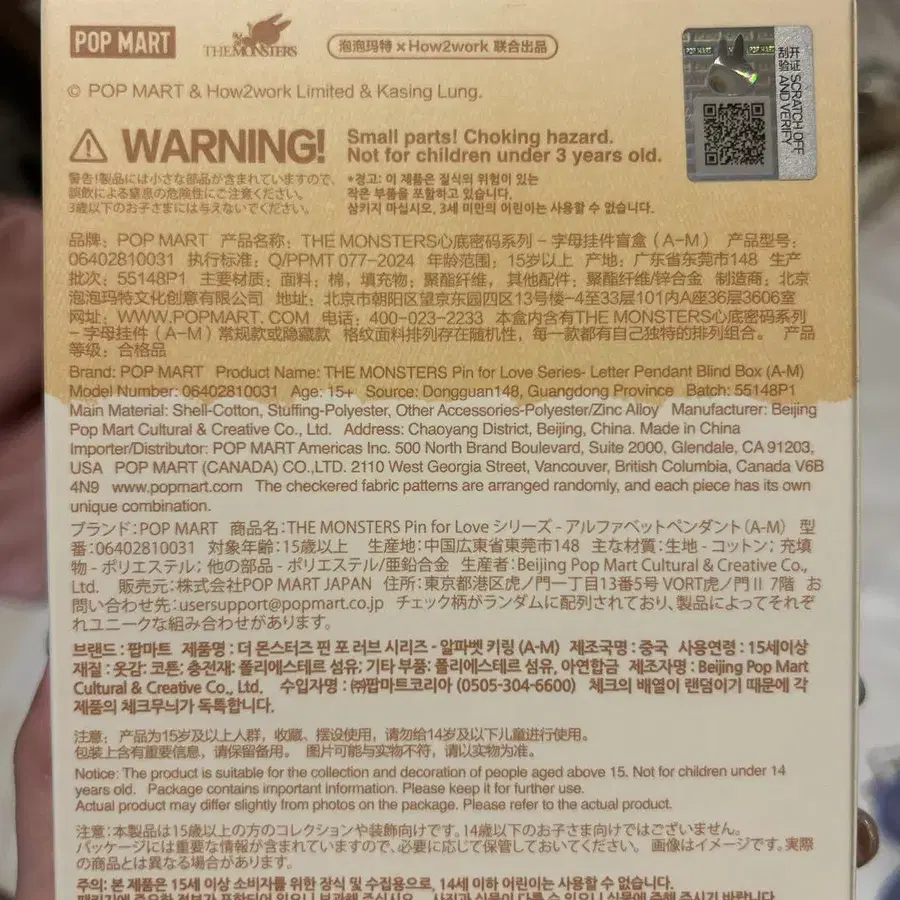 POP MART
THE MONSTERS
泡泡玛特 × How2work 联合出品
开 SCRATCH OFF
刮 验证 AND VERIFY
© POP MART & How2work Limited & Kasing Lung.
WARNING! Small parts! Choking hazard.
Not for children under 3 years old.
警告！製品には小さな部品が含まれていますので、
誤飲による窒息の危険性にご注意ください。
3歳以下のお子さまには与えないでください。
*경고: 이 제품은 질식의 위험이 있는
작은 부품을 포함하고 있습니다.
삼키지 마십시오, 3세 미만의 어린이는 사용할 수 없습니다.
品牌：POP MART 产品名称：THE MONSTERS心底密码系列 – 字母挂件盲盒（A–M） 产品型号：
06402810031 执行标准：Q/PPMT 077–2024 年龄范围：15岁以上 产地：广东省东莞市148 生产
批次：55148P1 主要材质：面料：棉，填充物：聚酯纤维，其他配件：聚酯纤维/锌合金 制造商：北京
泡泡玛特文化创意有限公司 地址：北京市朝阳区望京东园四区13号楼–4至33层101内A座36层3606室
网址：WWW.POPMART.COM 电话：400–023–2233 本盒内含有THE MONSTERS心底密码系列
– 字母挂件（A–M）常规款或隐藏款 格纹面料排列存在随机性，每一款都有自己独特的排列组合。 产品
等级：合格品
Brand: POP MART Product Name: THE MONSTERS Pin for Love Series- Letter Pendant Blind Box (A-M)
Model Number: 06402810031 Age: 15+ Source: Dongguan148, Guangdong Province Batch: 55148P1
Main Material: Shell-Cotton, Stuffing-Polyester, Other Accessories-Polyester/Zinc Alloy Manufacturer: Beijing
Pop Mart Cultural & Creative Co., Ltd. Address: Chaoyang District, Beijing, China. Made in China
Importer/Distributor: POP MART Americas Inc. 500 North Brand Boulevard, Suite 2000, Glendale, CA 91203,
USA POP MART (CANADA) CO.,LTD. 2110 West Georgia Street, Vancouver, British Columbia, Canada V6B
4N9 www.popmart.com The checkered fabric patterns are arranged randomly, and each piece has its own
unique combination.
ブランド：POP MART 商品名：THE MONSTERS Pin for Love シリーズ - アルファベットペンダント（A-M） 型
番：06402810031 対象年齢：15歳以上 生産地：中国広東省東莞市148 主な材質：生地 - コットン；充填
物 - ポリエステル；他の部品 - ポリエステル/亜鉛合金 生産者：Beijing Pop Mart Cultural & Creative Co.,
Ltd. 販売元：株式会社POP MART JAPAN 住所：東京都港区虎ノ門一丁目13番5号 VORT虎ノ門Ⅱ 7階 お
問い合わせ先：usersupport@popmart.co.jp チェック柄がランダムに配列されており、製品によってそれぞ
れユニークな組み合わせがあります。
브랜드 : 팝마트 제품명 : 더 몬스터즈 핀 포 러브 시리즈 - 알파벳 키링 (A-M) 제조국명 : 중국 사용연령 : 15세이상
재질 : 옷감: 코튼; 충전재: 폴리에스테르 섬유; 기타 부품: 폴리에스테르 섬유, 아연합금 제조자명 : Beijing Pop Mart
Cultural & Creative Co., Ltd. 수입자명 : ㈜팝마트코리아 (0505-304-6600) 체크의 배열이 랜덤이기 때문에 각
제품의 체크무늬가 독특합니다.
注意：产品为15岁及以上人群，收藏、摆设使用，请勿给14岁及以下儿童进行使用。
包装上含有重要信息，请保留备用。 图片可能与实物不符，请以实物为准。
Notice: The product is suitable for the collection and decoration of people aged above 15. Not for children under 14
years old. Package contains important information. Please keep it for further use.
Actual product may differ slightly from photos on the package. Please refer to the actual product.
注意：本製品は15歳以上の方のコレクションや装飾向けです。14歳以下のお子さま向けではございません。
パッケージには重要な情報が含まれていますので、必要に応じて保管しておいてください。 画像はイメージです。実際
の商品とは異なる場合があります。
주의: 본 제품은 15세 이상 소비자를 위한 장식 및 수집용으로, 14세 이하 어린이는 사용할 수 없습니다.